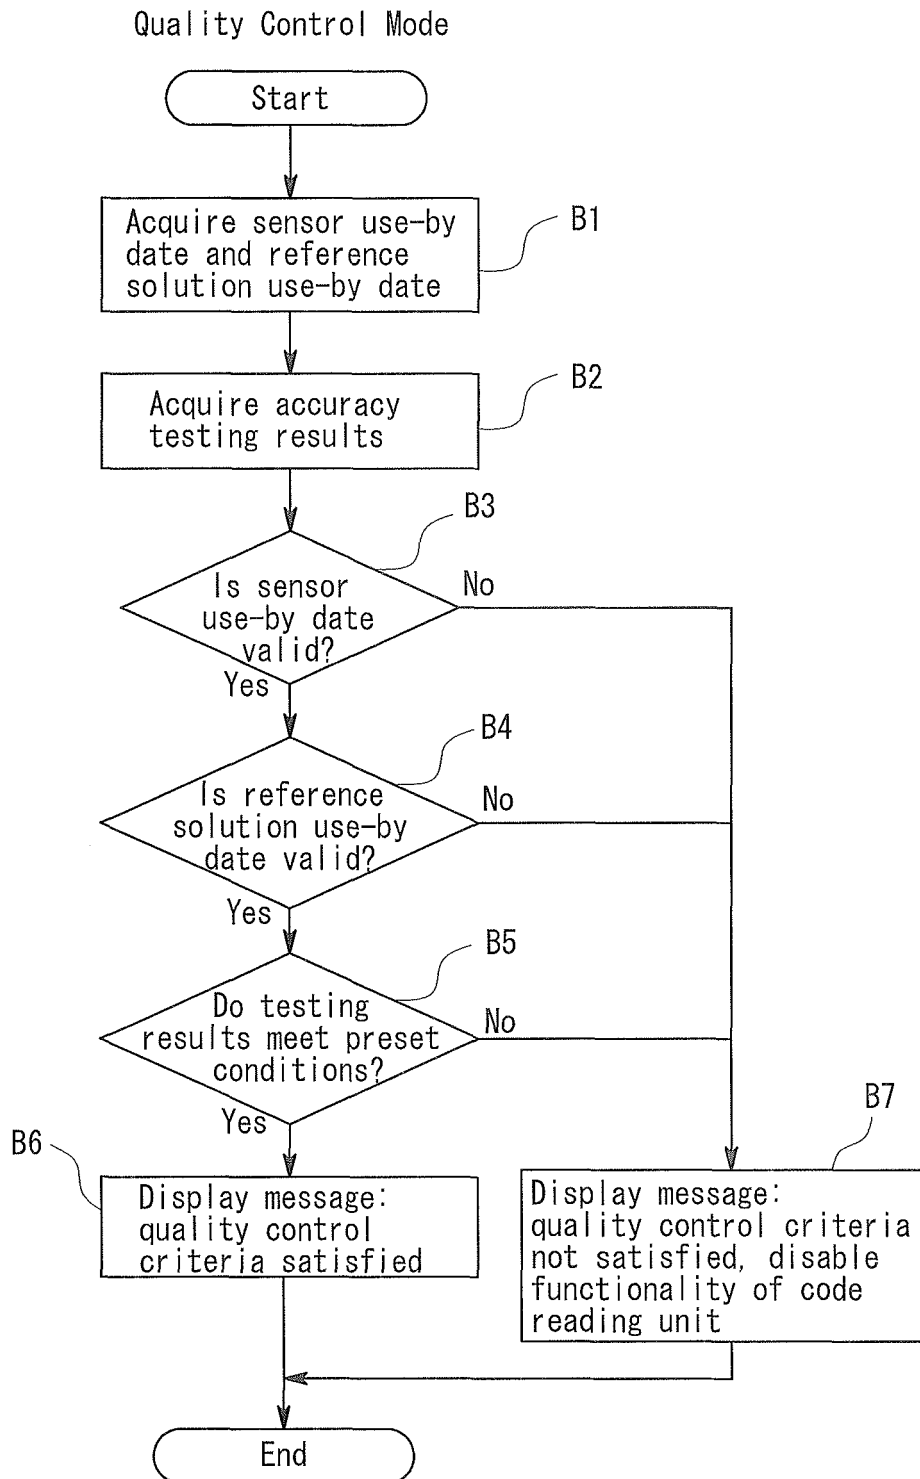 Quality Control Mode
Start
Acquire sensor use-by
date and reference
solution use-by date
B1
Acquire accuracy
testing results
B2
B3
Is sensor
use-by date
valid?
No
Yes
B4
Is reference
solution use-by
date valid?
No
Yes
B5
Do testing
results meet preset
conditions?
No
Yes
B6
Display message:
quality control
criteria satisfied
B7
Display message:
quality control criteria
not satisfied, disable
functionality of code
reading unit
End